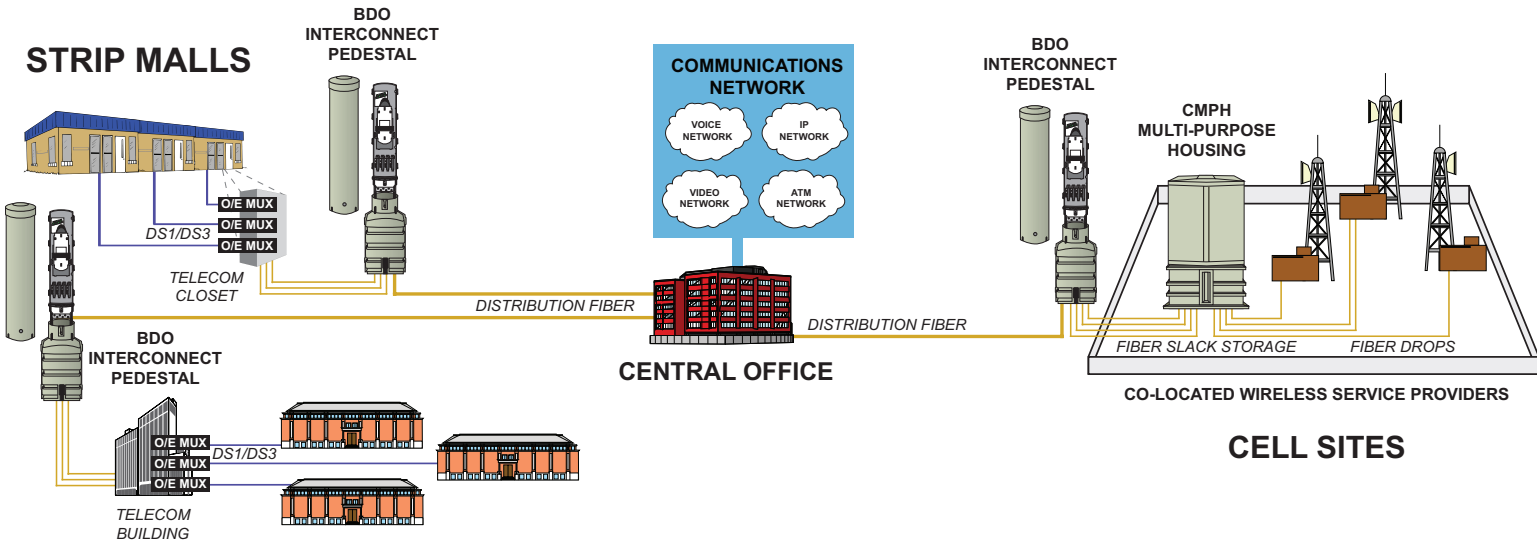 STRIP MALLS
BDO
INTERCONNECT
PEDESTAL
O/E MUX
O/E MUX
O/E MUX
DS1/DS3
TELECOM
CLOSET
COMMUNICATIONS
NETWORK
VOICE
NETWORK
IP
NETWORK
VIDEO
NETWORK
ATM
NETWORK
BDO
INTERCONNECT
PEDESTAL
CMPH
MULTI-PURPOSE
HOUSING
DISTRIBUTION FIBER
DISTRIBUTION FIBER
CENTRAL OFFICE
FIBER SLACK STORAGE
FIBER DROPS
CO-LOCATED WIRELESS SERVICE PROVIDERS
CELL SITES
BDO
INTERCONNECT
PEDESTAL
O/E MUX
O/E MUX
O/E MUX
DS1/DS3
TELECOM
BUILDING